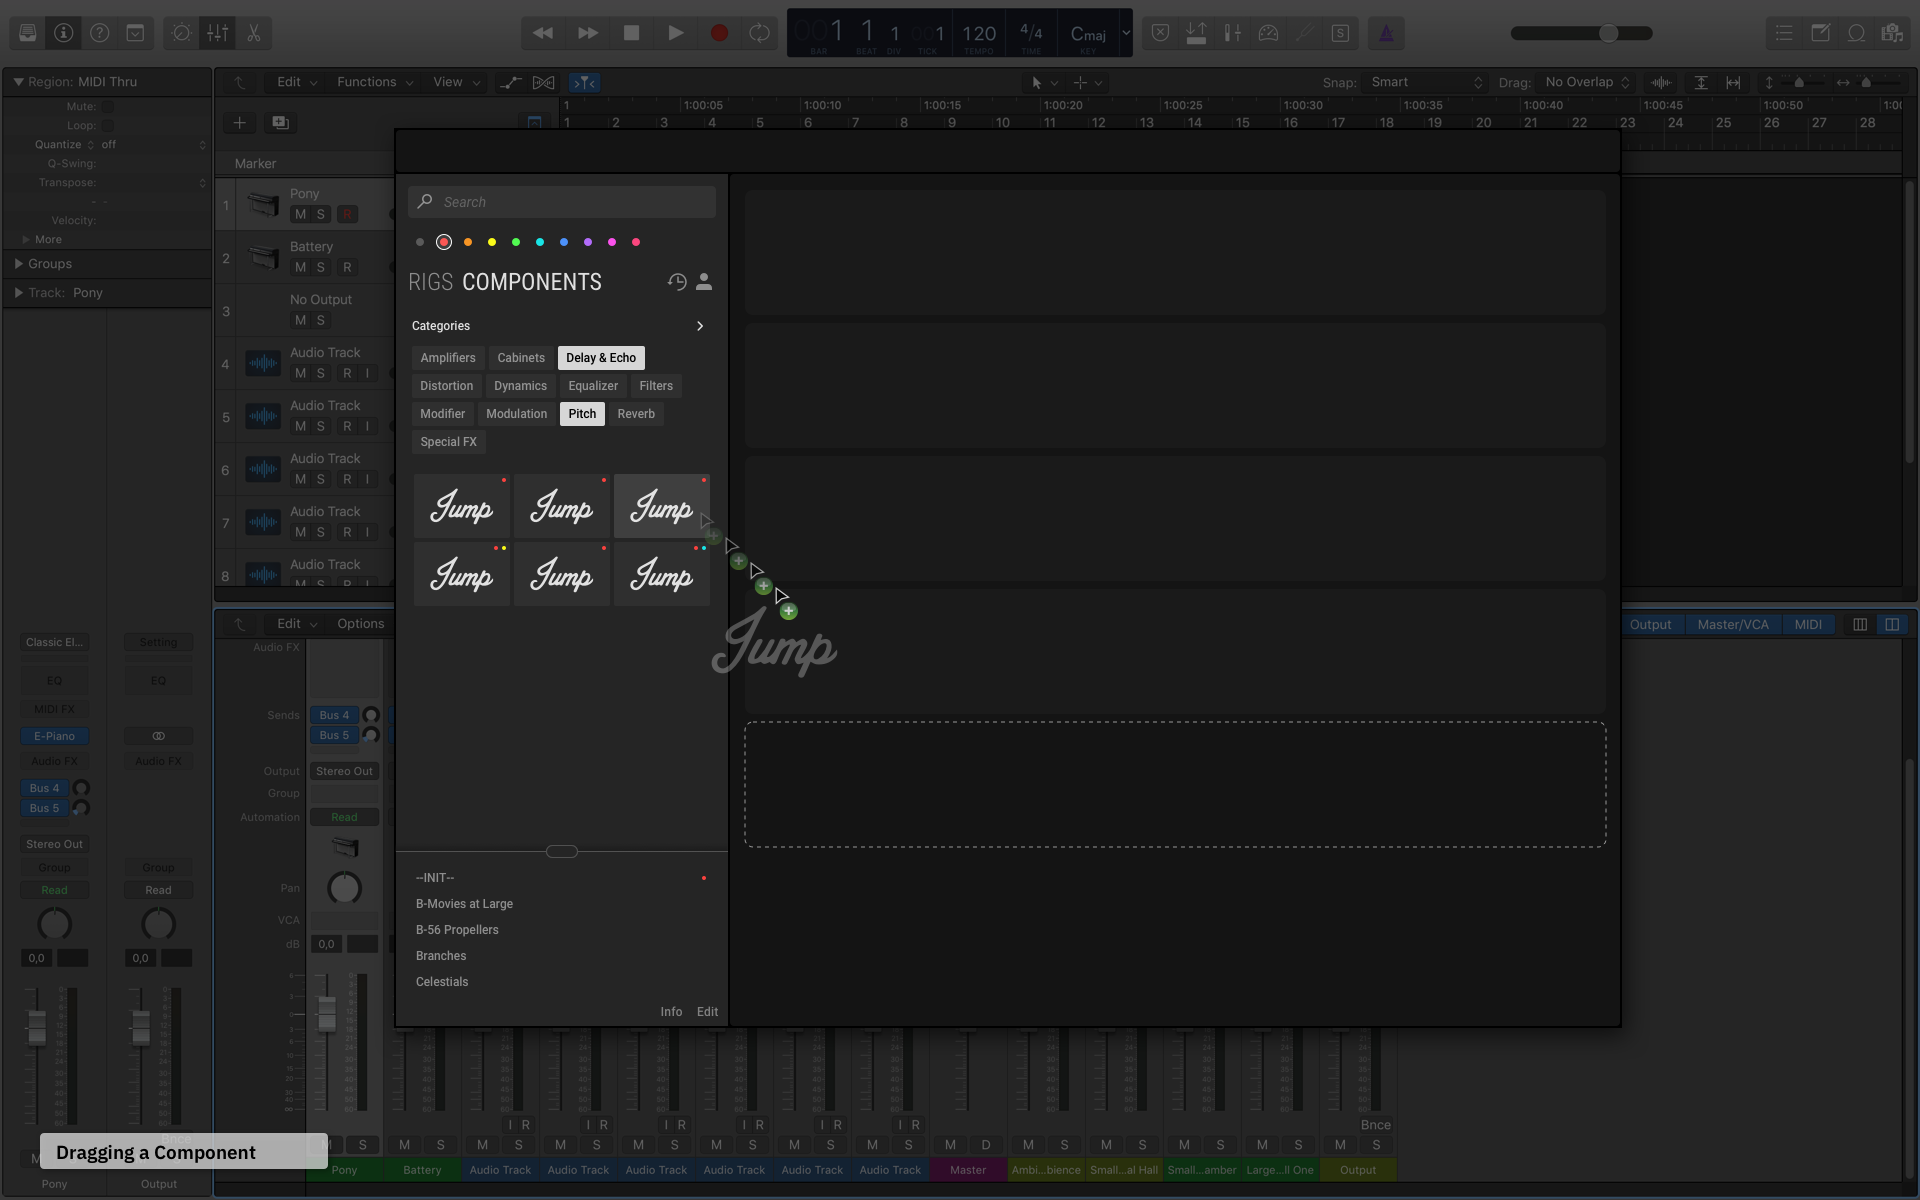 1 1 1 1
BAR BEAT DIV TICK
120
TEMPO
4/4
TIME
Cmaj
KEY
Region: MIDI Thru
Edit
Functions
View
Snap: Smart
Drag: No Overlap
Mute:
Loop:
Quantize off
Q-Swing:
Transpose:
Velocity:
More
Groups
Track: Pony
1 1:00:05 1:00:10 1:00:15 1:00:20 1:00:25 1:00:30 1:00:35 1:00:40 1:00:45 1:00:50
1 2 3 4 5 6 7 8 9 10 11 12 13 14 15 16 17 18 19 20 21 22 23 24 25 26 27 28
Marker
1 Pony
M S R
2 Battery
M S R
3 No Output
M S
4 Audio Track
M S R I
5 Audio Track
M S R I
6 Audio Track
M S R I
7 Audio Track
M S R I
8 Audio Track
M S R I
Search
RIGS COMPONENTS
Categories
Amplifiers Cabinets Delay & Echo
Distortion Dynamics Equalizer Filters
Modifier Modulation Pitch Reverb
Special FX
Jump Jump Jump
Jump Jump Jump
Jump
--INIT--
B-Movies at Large
B-56 Propellers
Branches
Celestials
Info Edit
Edit Options
Output Master/VCA MIDI
Audio FX
Sends Bus 4
Bus 5
Output Stereo Out
Group
Automation Read
Pan
VCA
dB 0,0
Classic El... Setting
EQ EQ
MIDI FX
E-Piano
Audio FX Audio FX
Bus 4
Bus 5
Stereo Out
Group Group
Read Read
0,0 0,0
I R I R I R I R I R I R Bnce
S M S M S M S M S M S M S M S M D M S M S M S M S M S
Pony Battery Audio Track Audio Track Audio Track Audio Track Audio Track Audio Track Master Ambi...bience Small...al Hall Small...amber Large...ll One Output
Bnce
Dragging a Component
Pony Output